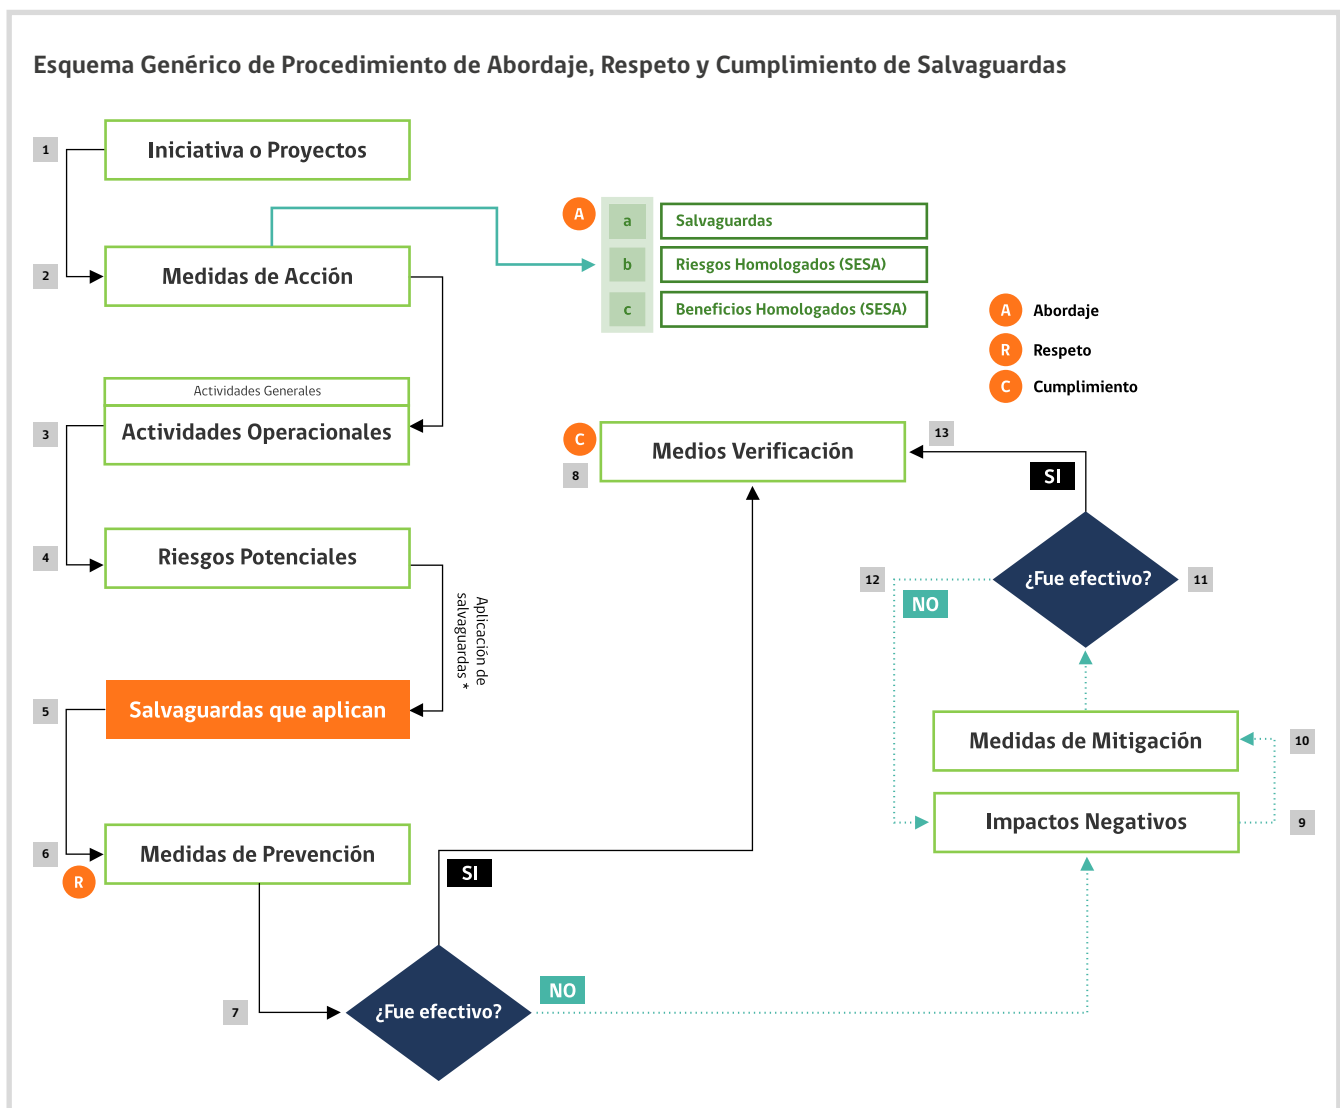 Esquema Genérico de Procedimiento de Abordaje, Respeto y Cumplimiento de Salvaguardas
1
Iniciativa o Proyectos
2
Medidas de Acción
A
a
Salvaguardas
b
Riesgos Homologados (SESA)
c
Beneficios Homologados (SESA)
A
Abordaje
R
Respeto
C
Cumplimiento
Actividades Generales
3
Actividades Operacionales
4
Riesgos Potenciales
Aplicación de
salvaguardas *
5
Salvaguardas que aplican
6
R
Medidas de Prevención
7
¿Fue efectivo?
SI
NO
C
8
Medios Verificación
13
SI
12
NO
¿Fue efectivo?
11
Medidas de Mitigación
10
Impactos Negativos
9